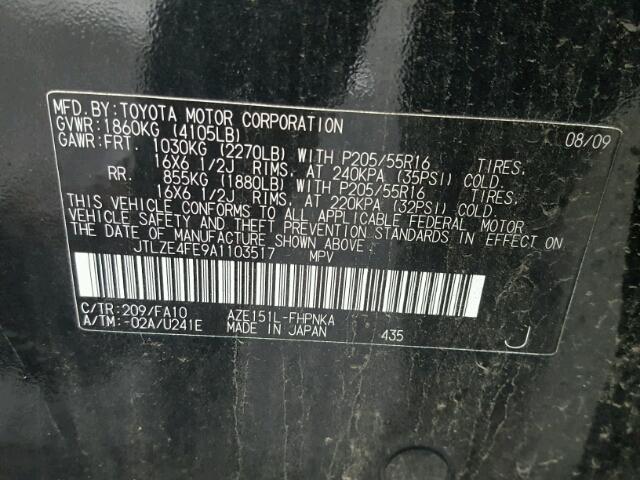 MFD.BY:TOYOTA MOTOR CORPORATION 08/09
GVWR:1860KG (4105LB)
GAWR:FRT. 1030KG (2270LB) WITH P205/55R16 TIRES,
16X6 1/2J RIMS, AT 240KPA (35PSI) COLD.
RR. 855KG (1880LB) WITH P205/55R16 TIRES,
16X6 1/2J RIMS, AT 220KPA (32PSI) COLD.
THIS VEHICLE CONFORMS TO ALL APPLICABLE FEDERAL MOTOR
VEHICLE SAFETY AND THEFT PREVENTION STANDARDS IN EFFECT ON
THE DATE OF MANUFACTURE SHOWN ABOVE.
JTLZE4FE9A1103517 MPV
C/TR:209/FA10 AZE151L-FHPNKA
A/TM:-02A/U241E MADE IN JAPAN 435 J